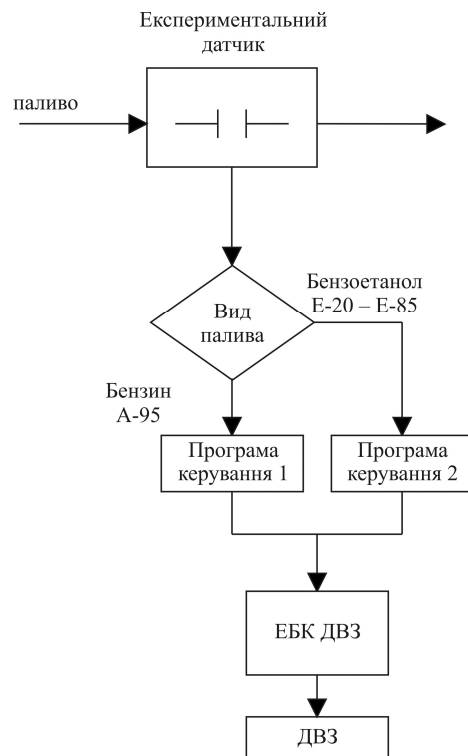 Експериментальний
датчик
паливо
Бензоетанол
Е-20 – Е-85
Вид
палива
Бензин
А-95
Програма
керування 1
Програма
керування 2
ЕБК ДВЗ
ДВЗ